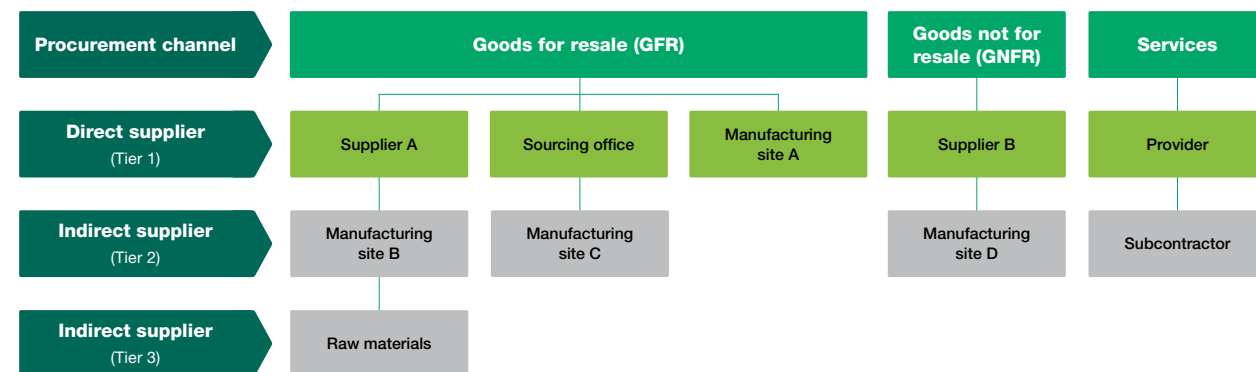 Procurement channel
Goods for resale (GFR)
Goods not for
resale (GNFR)
Services
Direct supplier
(Tier 1)
Supplier A
Sourcing office
Manufacturing
site A
Supplier B
Provider
Indirect supplier
(Tier 2)
Manufacturing
site B
Manufacturing
site C
Manufacturing
site D
Subcontractor
Indirect supplier
(Tier 3)
Raw materials